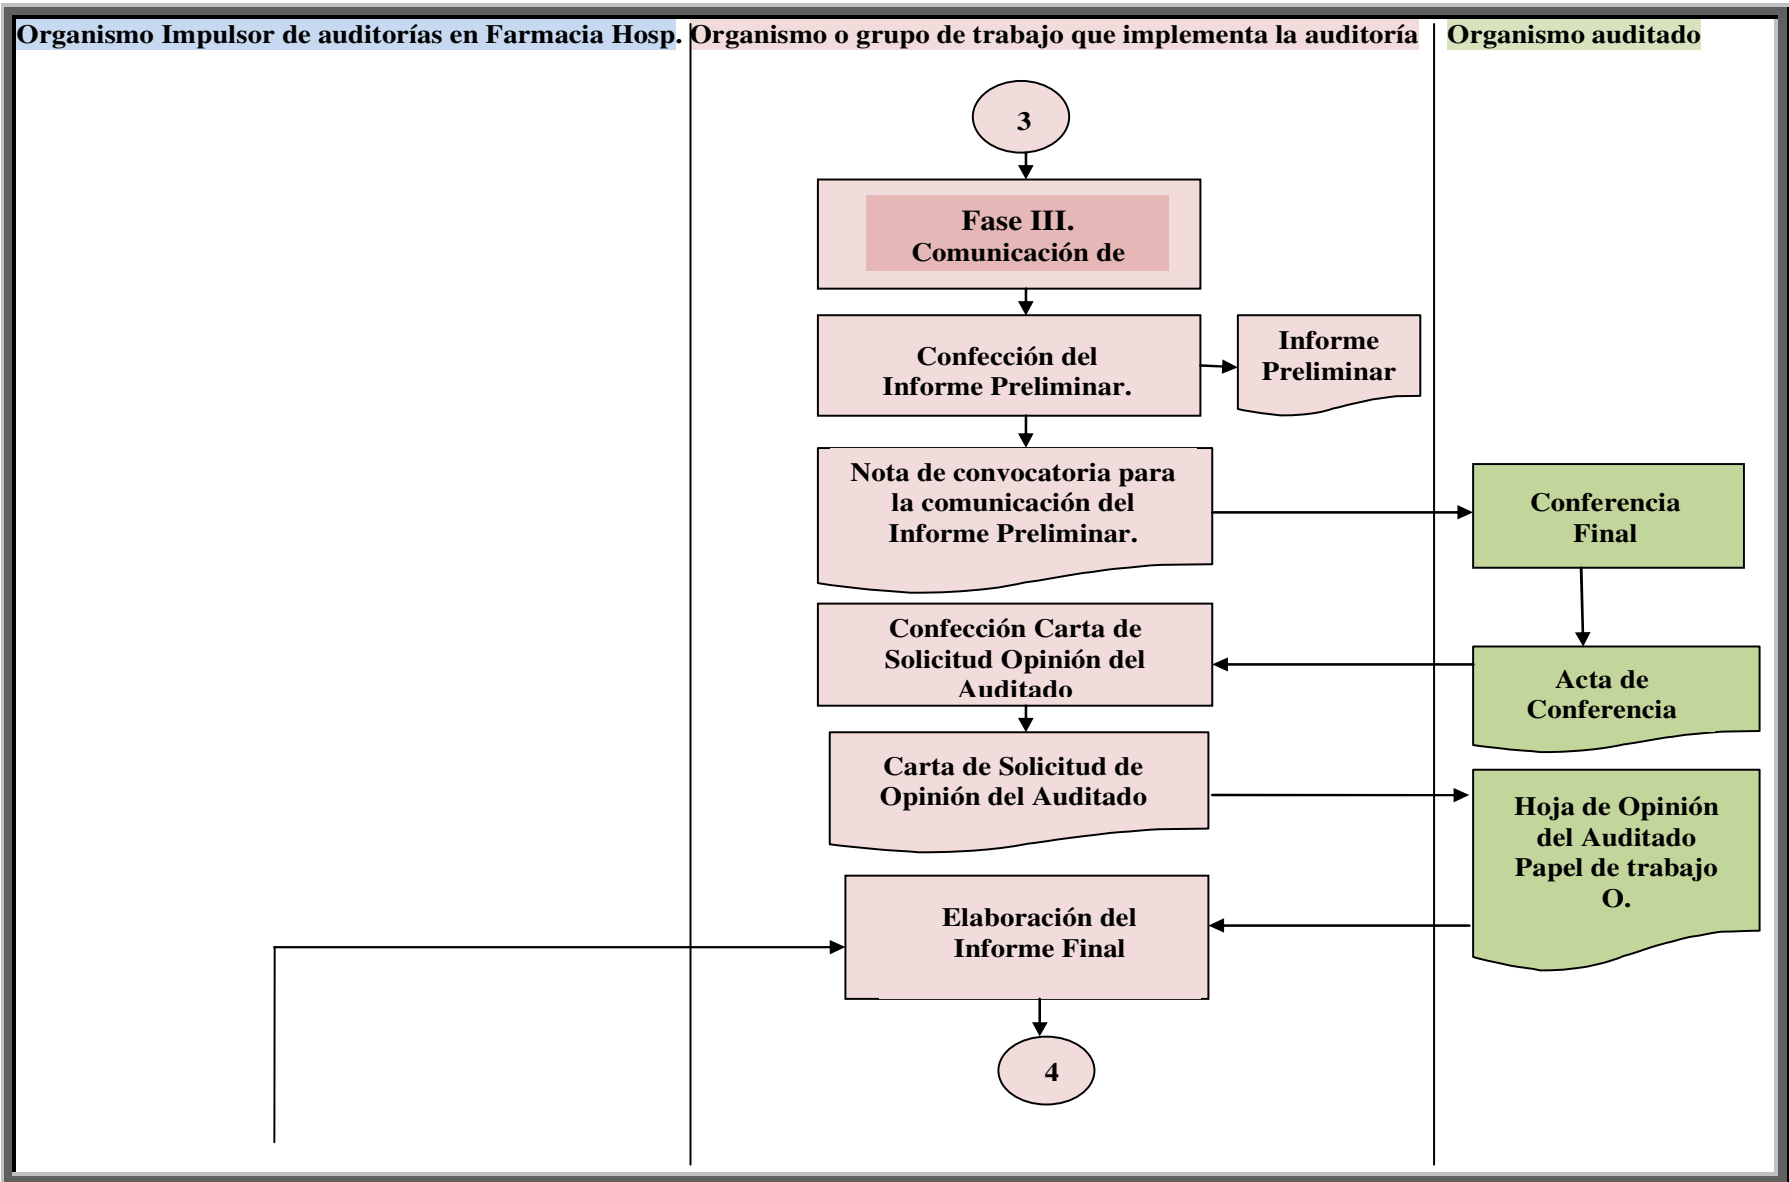 Organismo Impulsor de auditorías en Farmacia Hosp.
Organismo o grupo de trabajo que implementa la auditoría
Organismo auditado
3
Fase III.
Comunicación de
Confección del
Informe Preliminar.
Informe
Preliminar
Nota de convocatoria para
la comunicación del
Informe Preliminar.
Conferencia
Final
Confección Carta de
Solicitud Opinión del
Auditado
Acta de
Conferencia
Carta de Solicitud de
Opinión del Auditado
Hoja de Opinión
del Auditado
Papel de trabajo
O.
Elaboración del
Informe Final
4